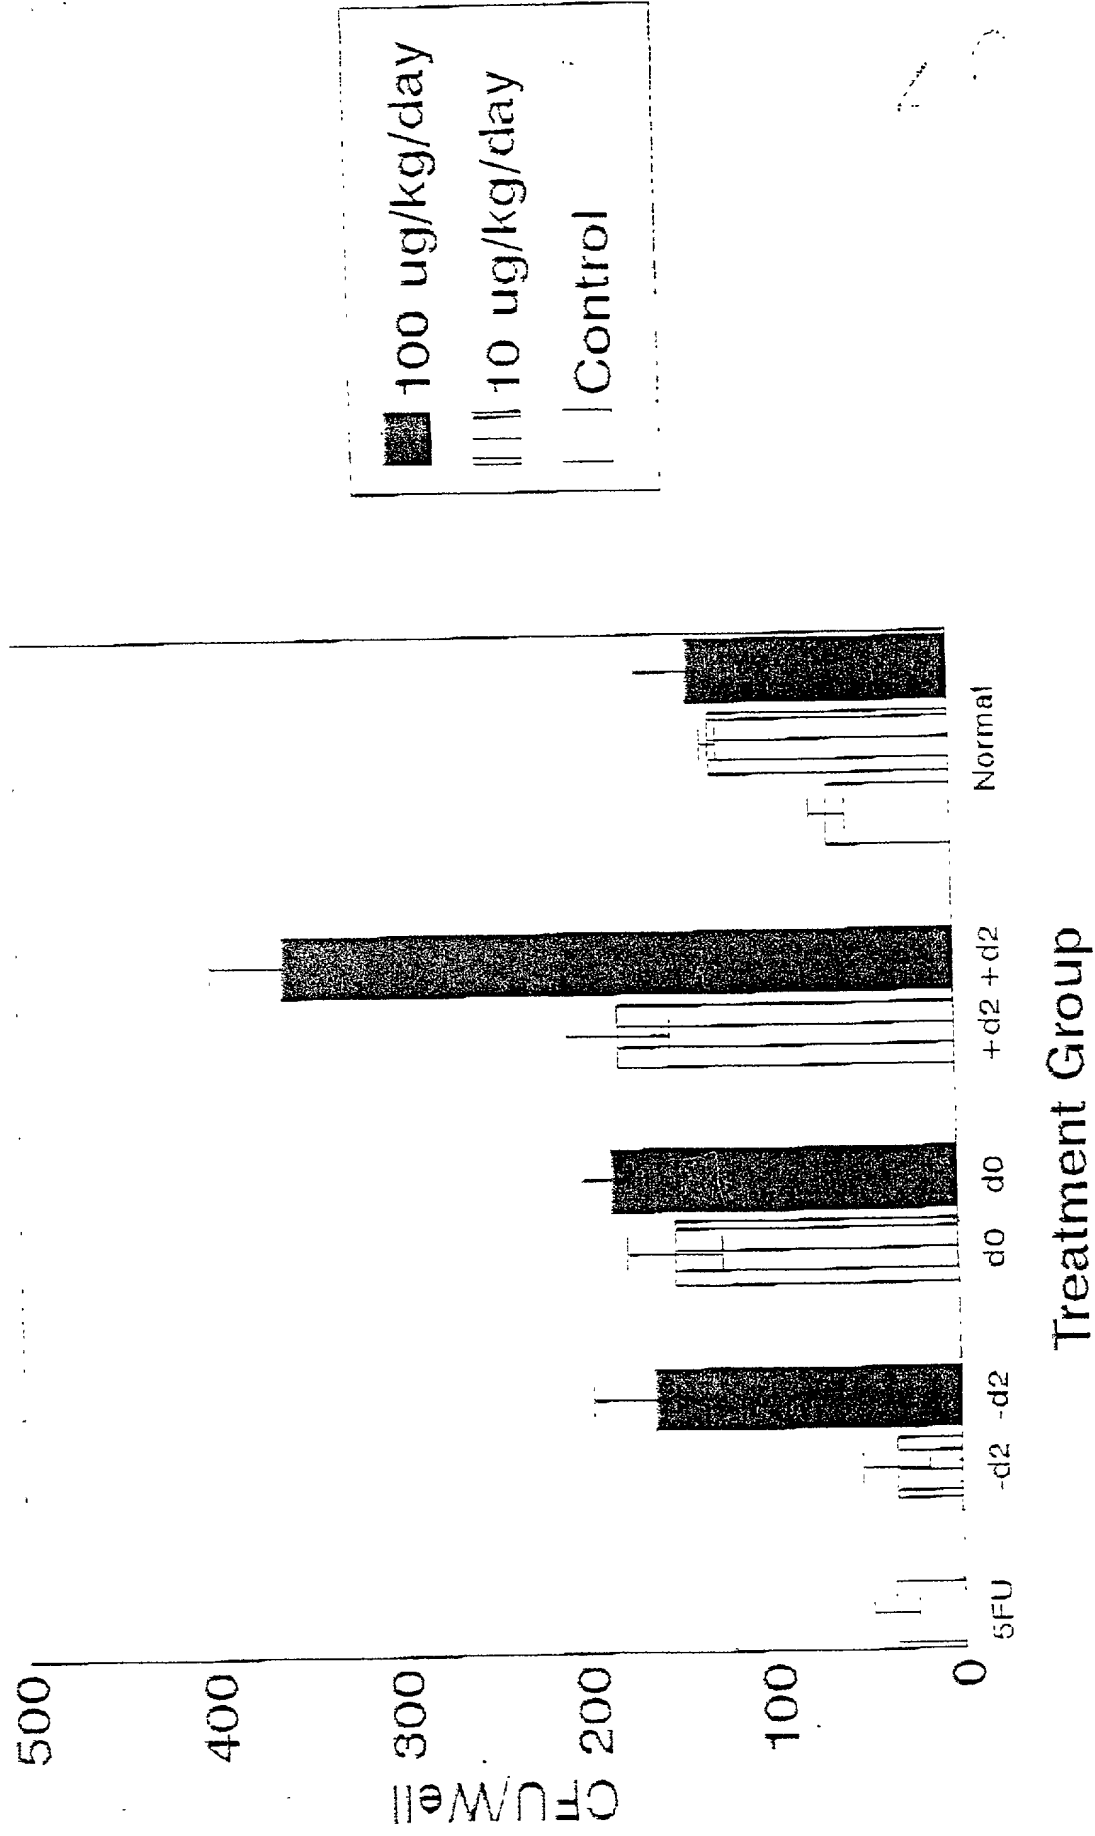 100 ug/kg/day
10 ug/kg/day
Control
CFU/Well
500
400
300
200
100
0
5FU
-d2
-d2
d0
d0
+d2
+d2
Normal
Treatment Group